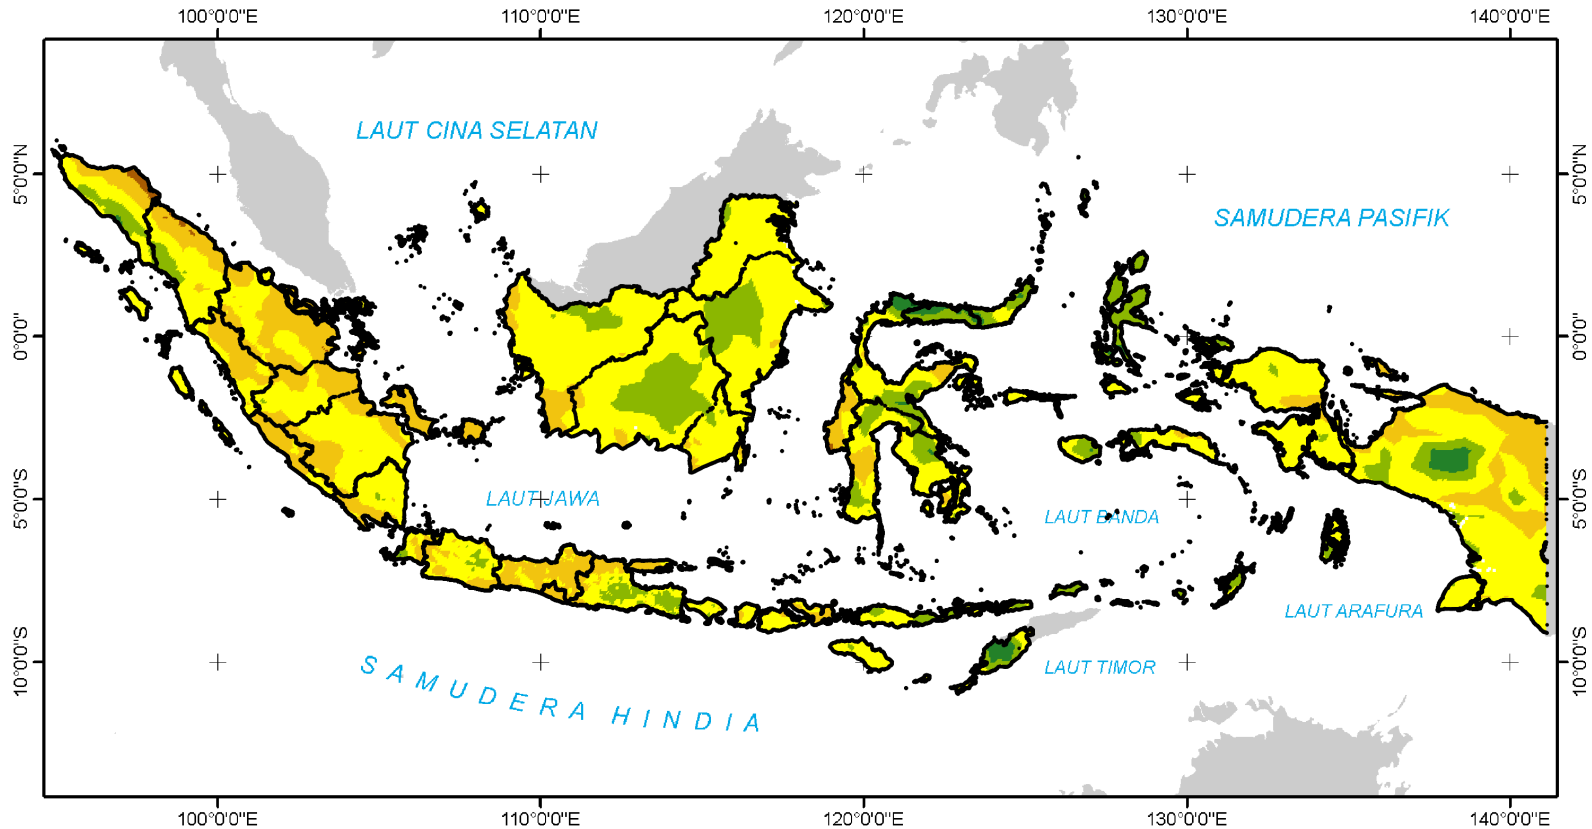 100°0'0"E 110°0'0"E 120°0'0"E 130°0'0"E 140°0'0"E
LAUT CINA SELATAN
5°0'0"N 5°0'0"N
SAMUDERA PASIFIK
0°0'0" 0°0'0"
5°0'0"S 5°0'0"S
LAUT JAWA
LAUT BANDA
LAUT ARAFURA
10°0'0"S 10°0'0"S
LAUT TIMOR
SAMUDERA HINDIA
100°0'0"E 110°0'0"E 120°0'0"E 130°0'0"E 140°0'0"E